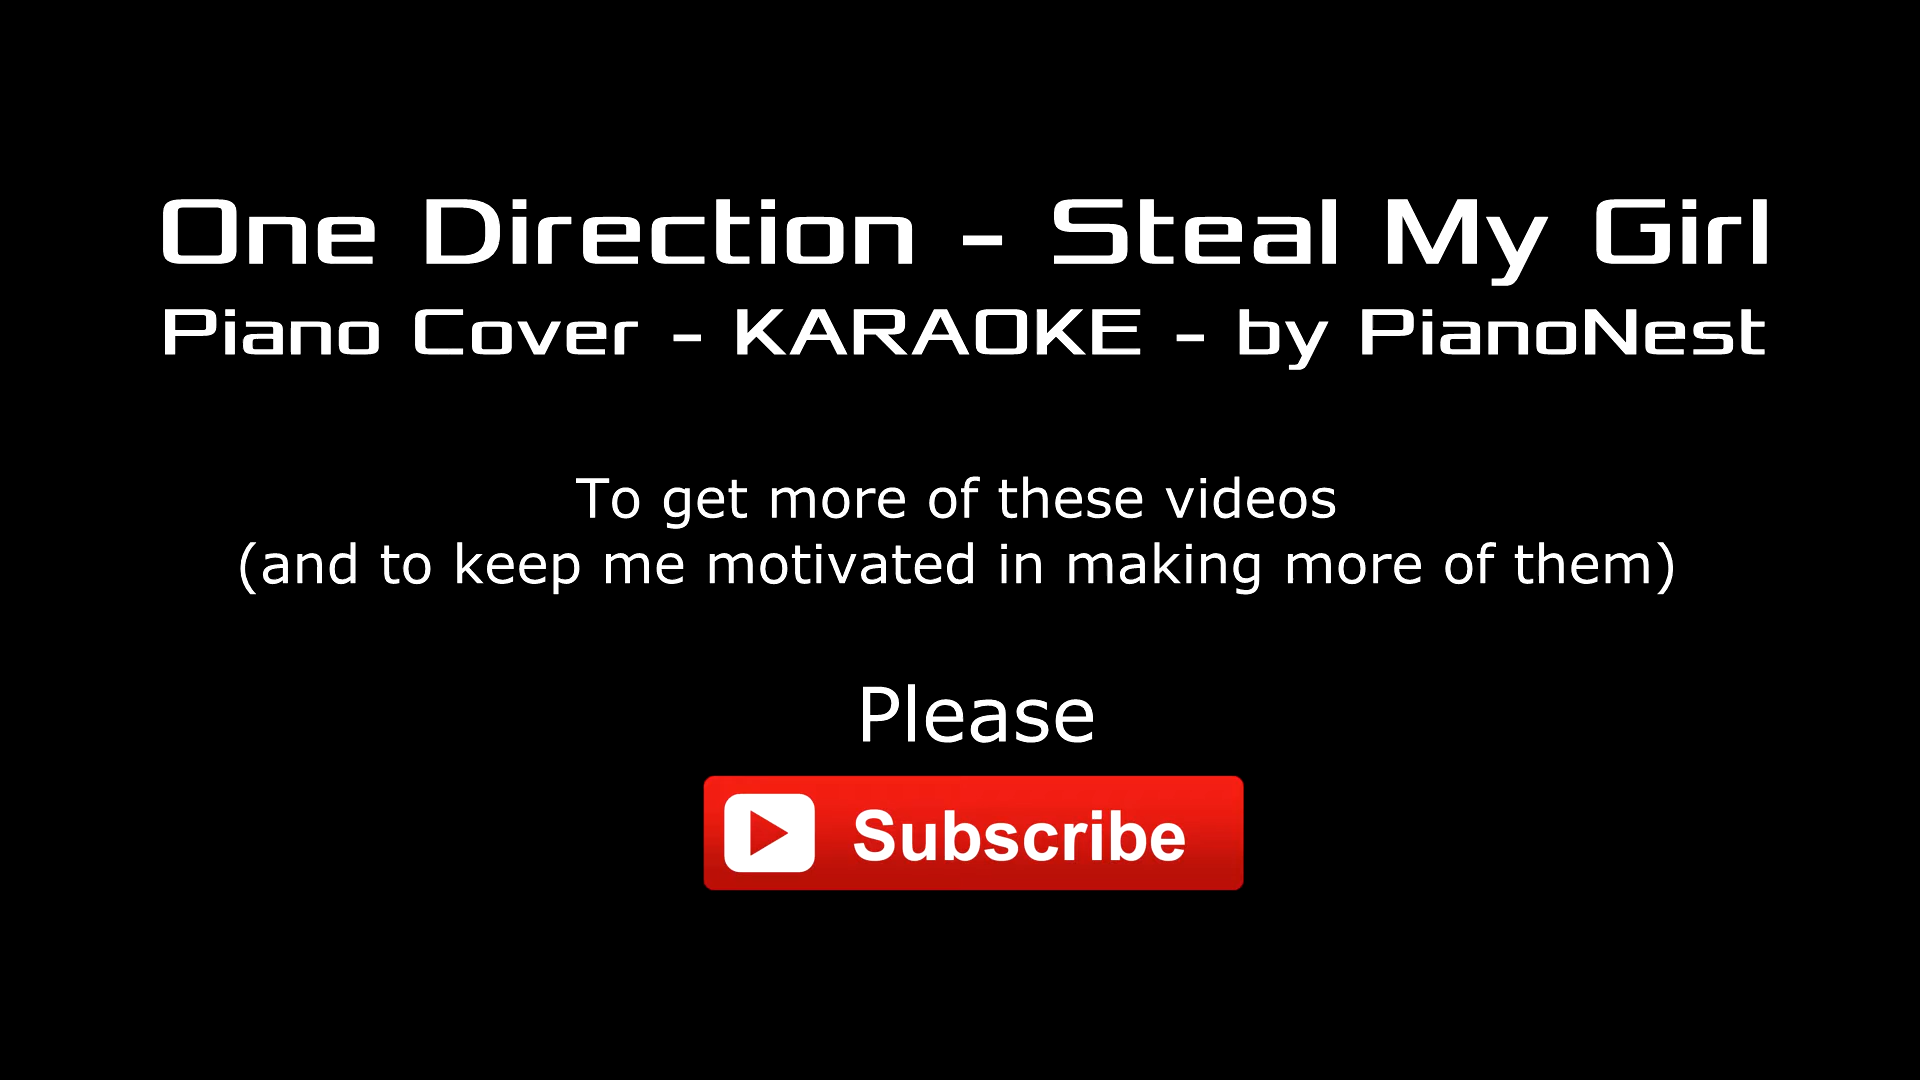 One Direction - Steal My Girl
Piano Cover - KARAOKE - by PianoNest
To get more of these videos
(and to keep me motivated in making more of them)
Please
Subscribe